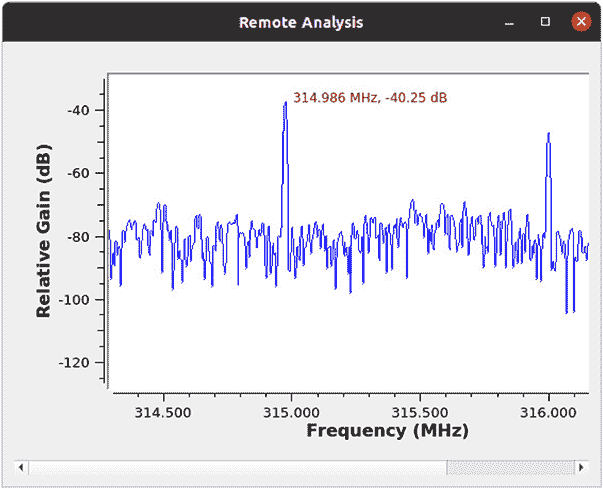 Remote Analysis
314.986 MHz, -40.25 dB
Relative Gain (dB)
-40
-60
-80
-100
-120
314.500 315.000 315.500 316.000
Frequency (MHz)